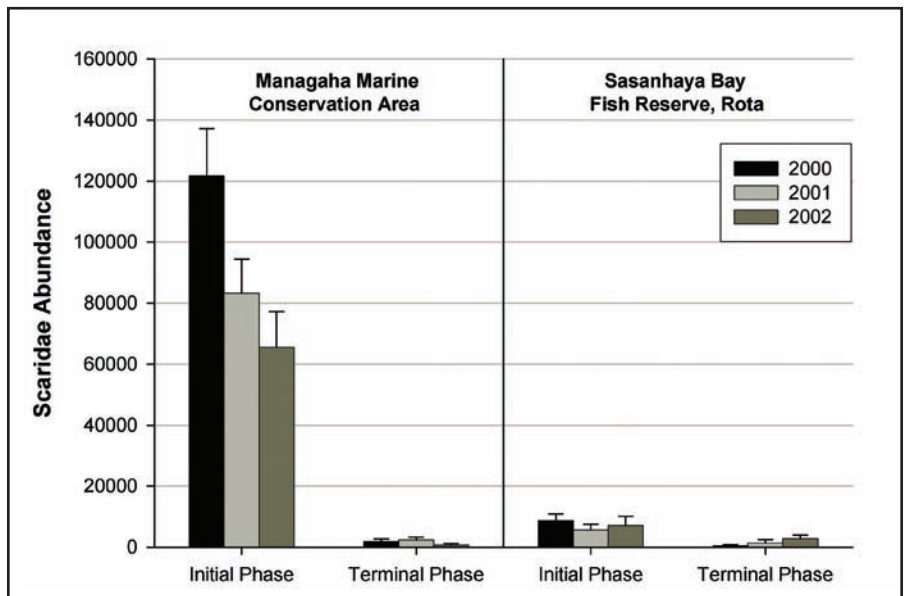 160000
140000
120000
100000
80000
60000
40000
20000
0
Scaridae Abundance
Managaha Marine
Conservation Area
Sasanhaya Bay
Fish Reserve, Rota
2000
2001
2002
Initial Phase
Terminal Phase
Initial Phase
Terminal Phase